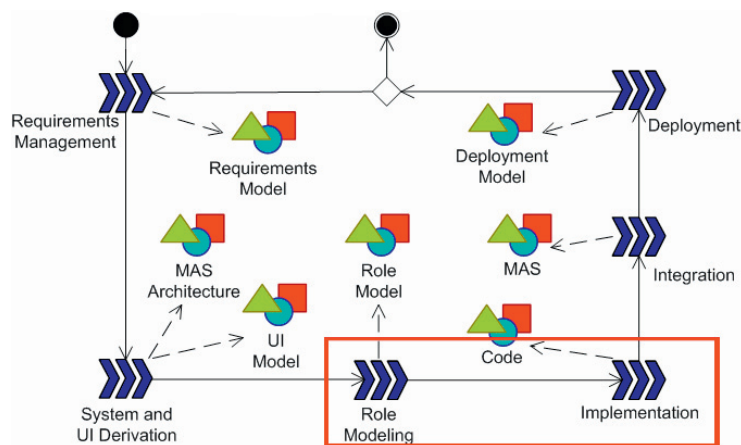 Requirements
Management
Requirements
Model
Deployment
Model
Deployment
MAS
Architecture
Role
Model
MAS
Integration
UI
Model
Code
System and
UI Derivation
Role
Modeling
Implementation